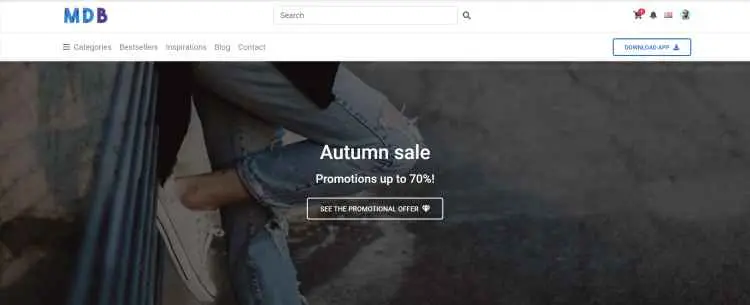 MDB
Search
Categories Bestsellers Inspirations Blog Contact
DOWNLOAD APP
Autumn sale
Promotions up to 70%!
SEE THE PROMOTIONAL OFFER